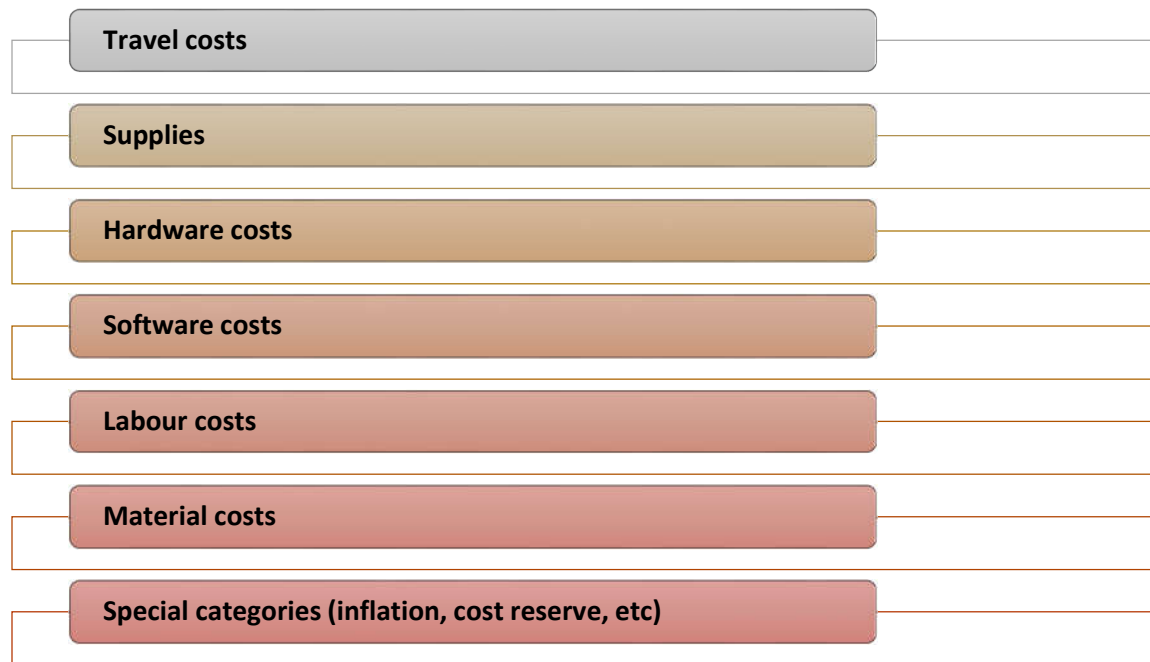 Travel costs
Supplies
Hardware costs
Software costs
Labour costs
Material costs
Special categories (inflation, cost reserve, etc)